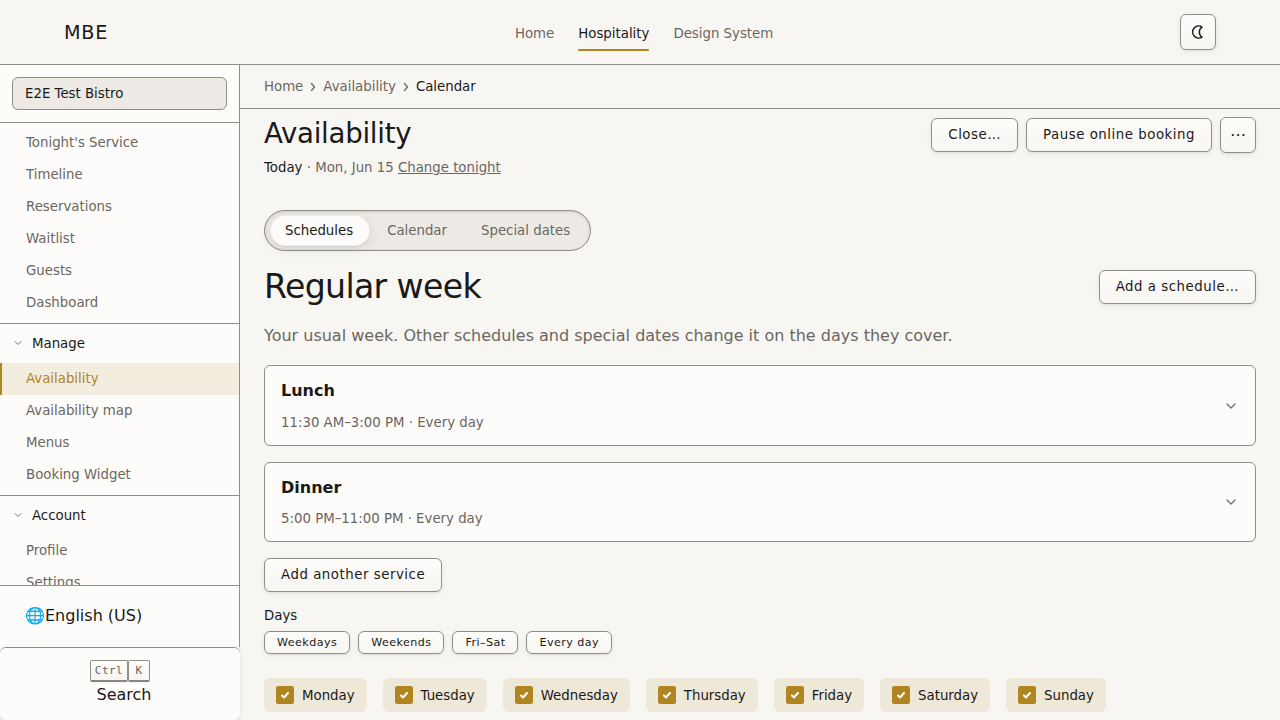 MBE
Home
Hospitality
Design System
E2E Test Bistro
Tonight's Service
Timeline
Reservations
Waitlist
Guests
Dashboard
Manage
Availability
Availability map
Menus
Booking Widget
Account
Profile
Settings
English (US)
Ctrl K
Search
Home
Availability
Calendar
Availability
Today · Mon, Jun 15 Change tonight
Close...
Pause online booking
...
Schedules
Calendar
Special dates
Regular week
Add a schedule...
Your usual week. Other schedules and special dates change it on the days they cover.
Lunch
11:30 AM–3:00 PM · Every day
Dinner
5:00 PM–11:00 PM · Every day
Add another service
Days
Weekdays
Weekends
Fri–Sat
Every day
Monday
Tuesday
Wednesday
Thursday
Friday
Saturday
Sunday